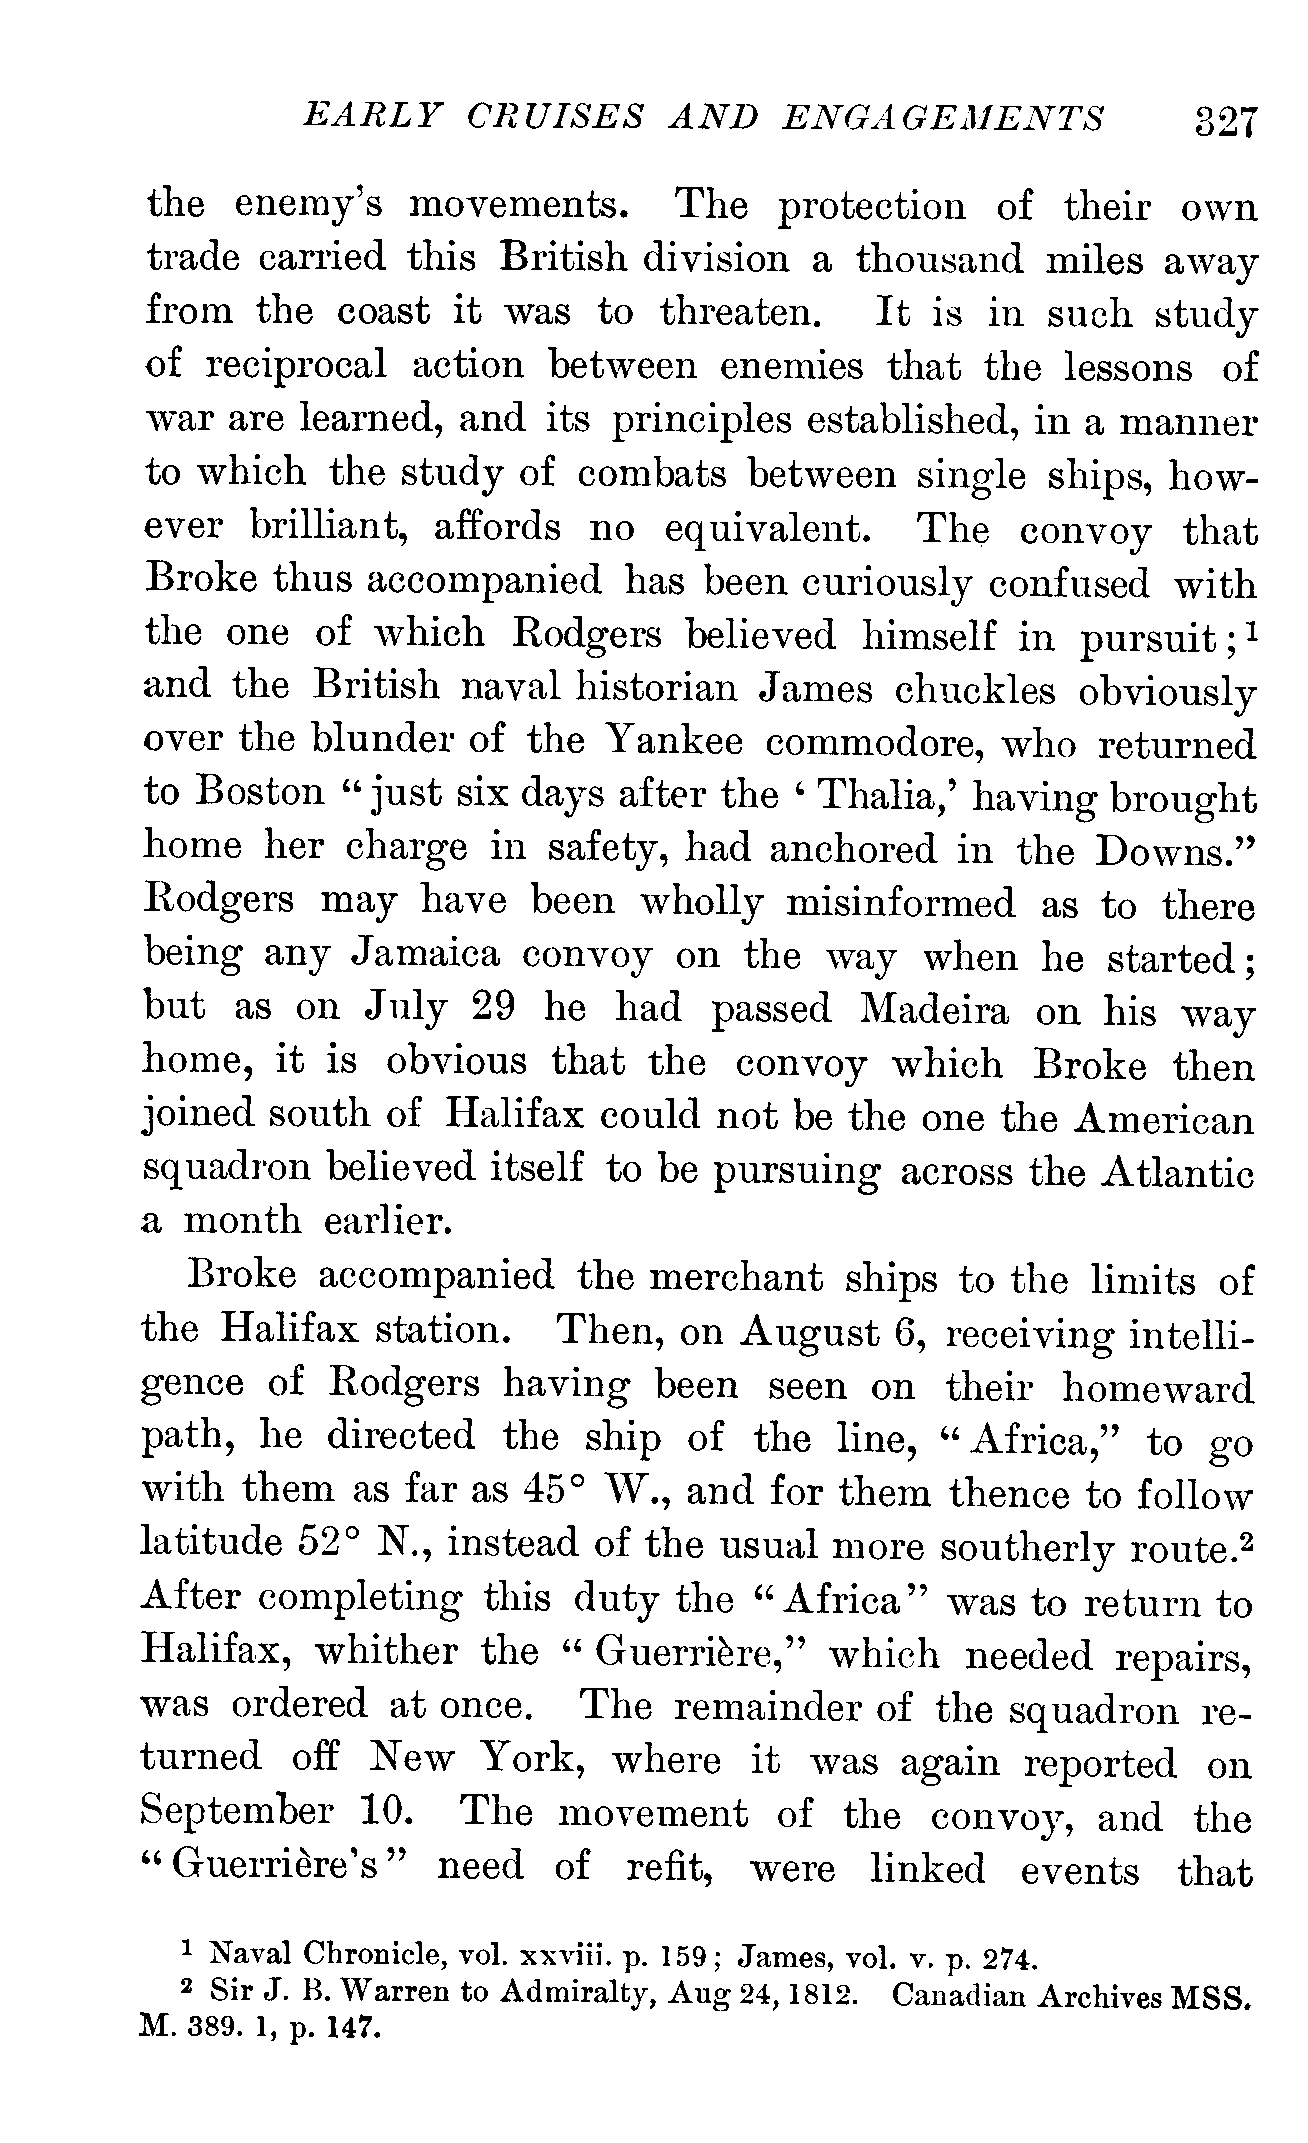 EARLY CRUISES AND ENGAGEMENTS 327
the enemy's movements. The protection of their own
trade carried this British division a thousand miles away
from the coast it was to threaten. It is in such study
of reciprocal action between enemies that the lessons of
war are learned, and its principles established, in a manner
to which the study of combats between single ships, how-
ever brilliant, affords no equivalent. The convoy that
Broke thus accompanied has been curiously confused with
the one of which Rodgers believed himself in pursuit;¹
and the British naval historian James chuckles obviously
over the blunder of the Yankee commodore, who returned
to Boston “just six days after the ‘Thalia,’ having brought
home her charge in safety, had anchored in the Downs.”
Rodgers may have been wholly misinformed as to there
being any Jamaica convoy on the way when he started;
but as on July 29 he had passed Madeira on his way
home, it is obvious that the convoy which Broke then
joined south of Halifax could not be the one the American
squadron believed itself to be pursuing across the Atlantic
a month earlier.
Broke accompanied the merchant ships to the limits of
the Halifax station. Then, on August 6, receiving intelli-
gence of Rodgers having been seen on their homeward
path, he directed the ship of the line, “Africa,” to go
with them as far as 45° W., and for them thence to follow
latitude 52° N., instead of the usual more southerly route.²
After completing this duty the “Africa” was to return to
Halifax, whither the “Guerrière,” which needed repairs,
was ordered at once. The remainder of the squadron re-
turned off New York, where it was again reported on
September 10. The movement of the convoy, and the
“Guerrière's” need of refit, were linked events that
¹ Naval Chronicle, vol. xxviii. p. 159; James, vol. v. p. 274.
² Sir J. B. Warren to Admiralty, Aug 24, 1812. Canadian Archives MSS.
M. 389. 1, p. 147.